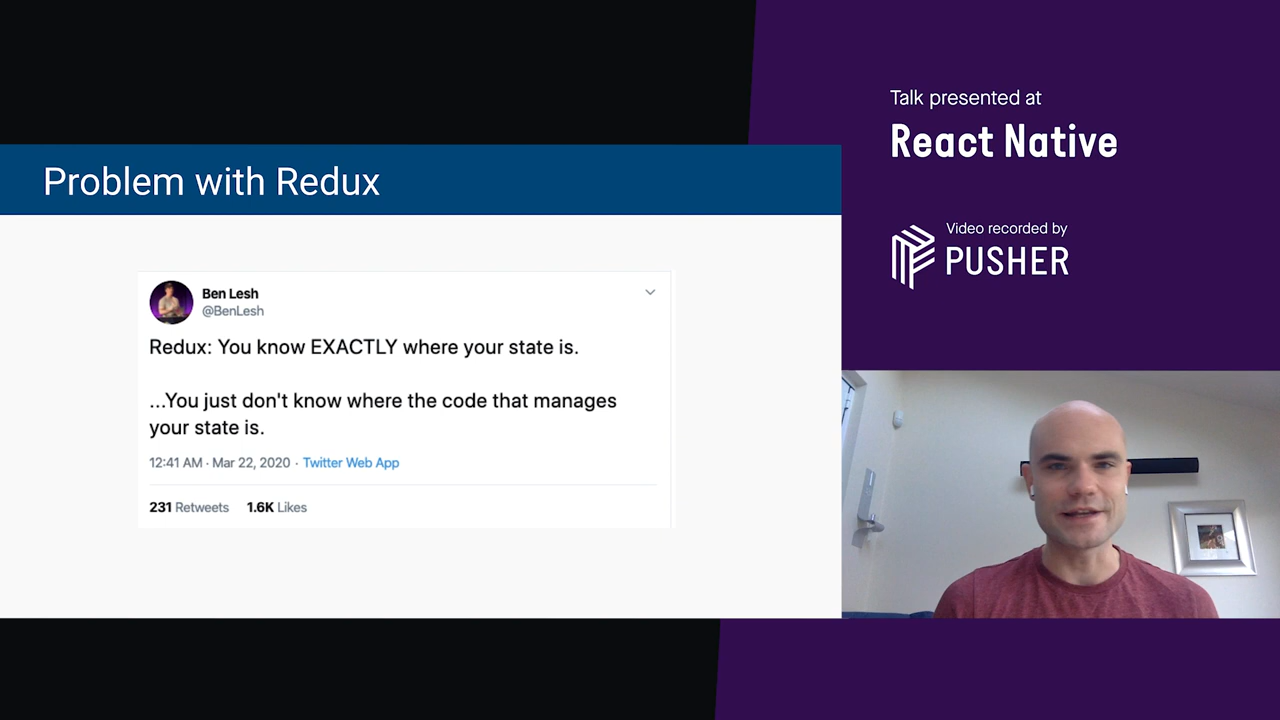 Talk presented at
React Native
Video recorded by
PUSHER
Problem with Redux
Ben Lesh
@BenLesh
Redux: You know EXACTLY where your state is.
...You just don't know where the code that manages
your state is.
12:41 AM · Mar 22, 2020 · Twitter Web App
231 Retweets 1.6K Likes